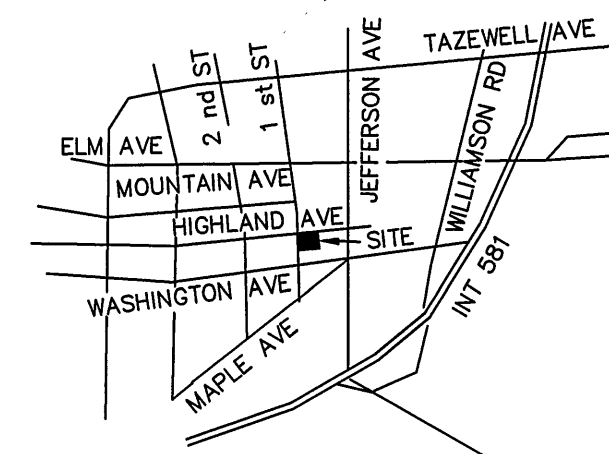 TAZEWELL AVE
2 nd ST
1 st ST
JEFFERSON AVE
WILLIAMSON RD
ELM AVE
MOUNTAIN AVE
HIGHLAND AVE
SITE
WASHINGTON AVE
INT 581
MAPLE AVE